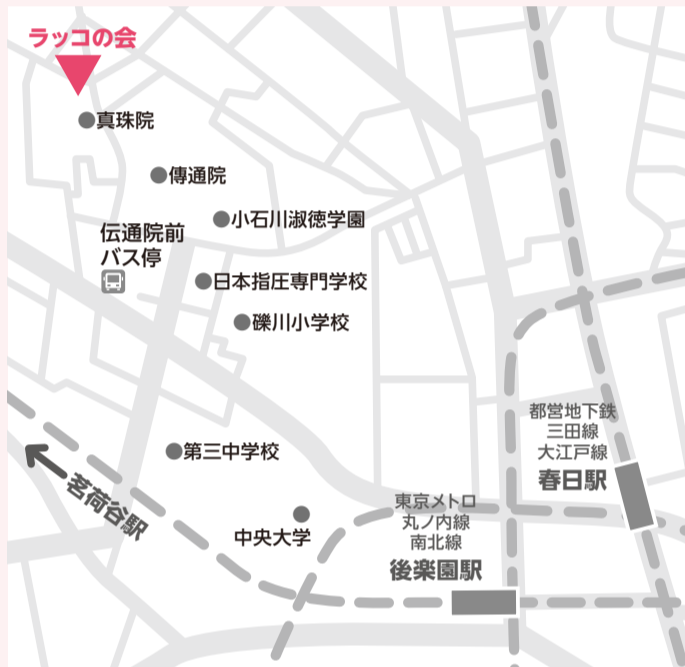 ラッコの会
真珠院
傳通院
小石川淑徳学園
伝通院前
バス停
日本指圧専門学校
礫川小学校
都営地下鉄
三田線
大江戸線
春日駅
第三中学校
茗荷谷駅
東京メトロ
丸ノ内線
南北線
後楽園駅
中央大学